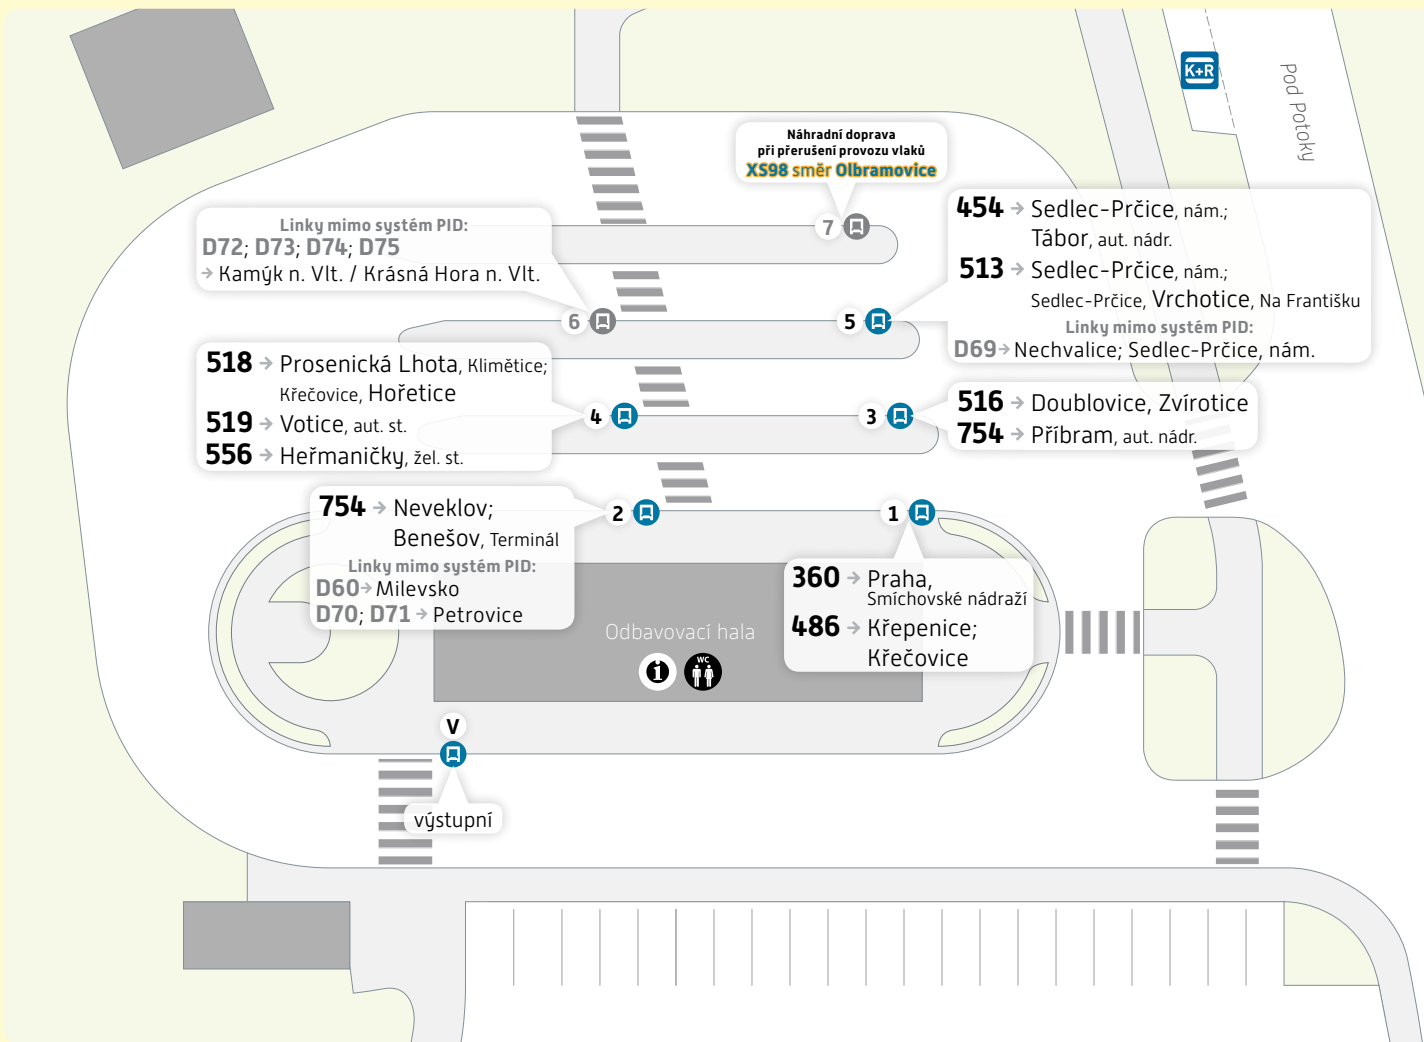 K+R
Pod Potoky
Náhradní doprava
při přerušení provozu vlaků
XS98 směr Olbramovice
7
Linky mimo systém PID:
D72; D73; D74; D75
→ Kamýk n. Vlt. / Krásná Hora n. Vlt.
6
5
454 → Sedlec-Prčice, nám.;
Tábor, aut. nádr.
513 → Sedlec-Prčice, nám.;
Sedlec-Prčice, Vrchotice, Na Františku
Linky mimo systém PID:
D69 → Nechvalice; Sedlec-Prčice, nám.
518 → Prosenická Lhota, Klimětice;
Křečovice, Hořetice
519 → Votice, aut. st.
556 → Heřmaničky, žel. st.
4
3
516 → Doublovice, Zvírotice
754 → Příbram, aut. nádr.
754 → Neveklov;
Benešov, Terminál
Linky mimo systém PID:
D60 → Milevsko
D70; D71 → Petrovice
2
1
360 → Praha,
Smíchovské nádraží
486 → Křepenice;
Křečovice
Odbavovací hala
i
WC
V
výstupní